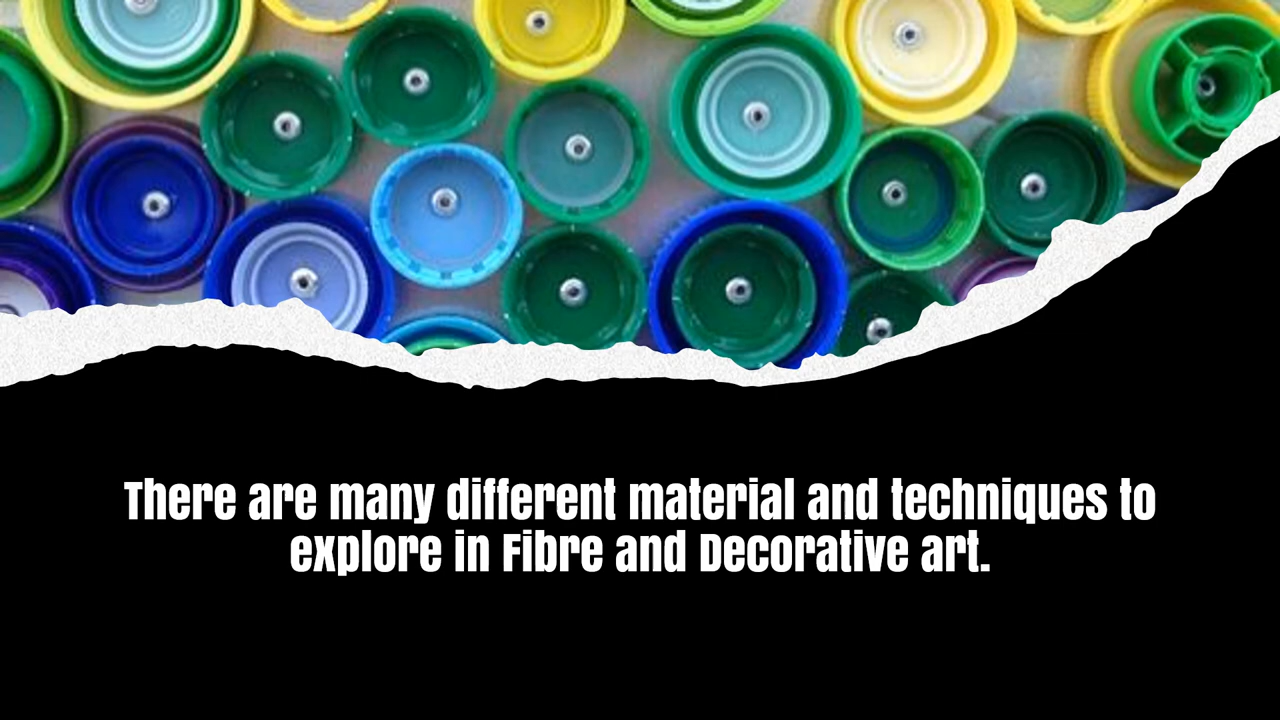 There are many different material and techniques to
explore in Fibre and Decorative art.